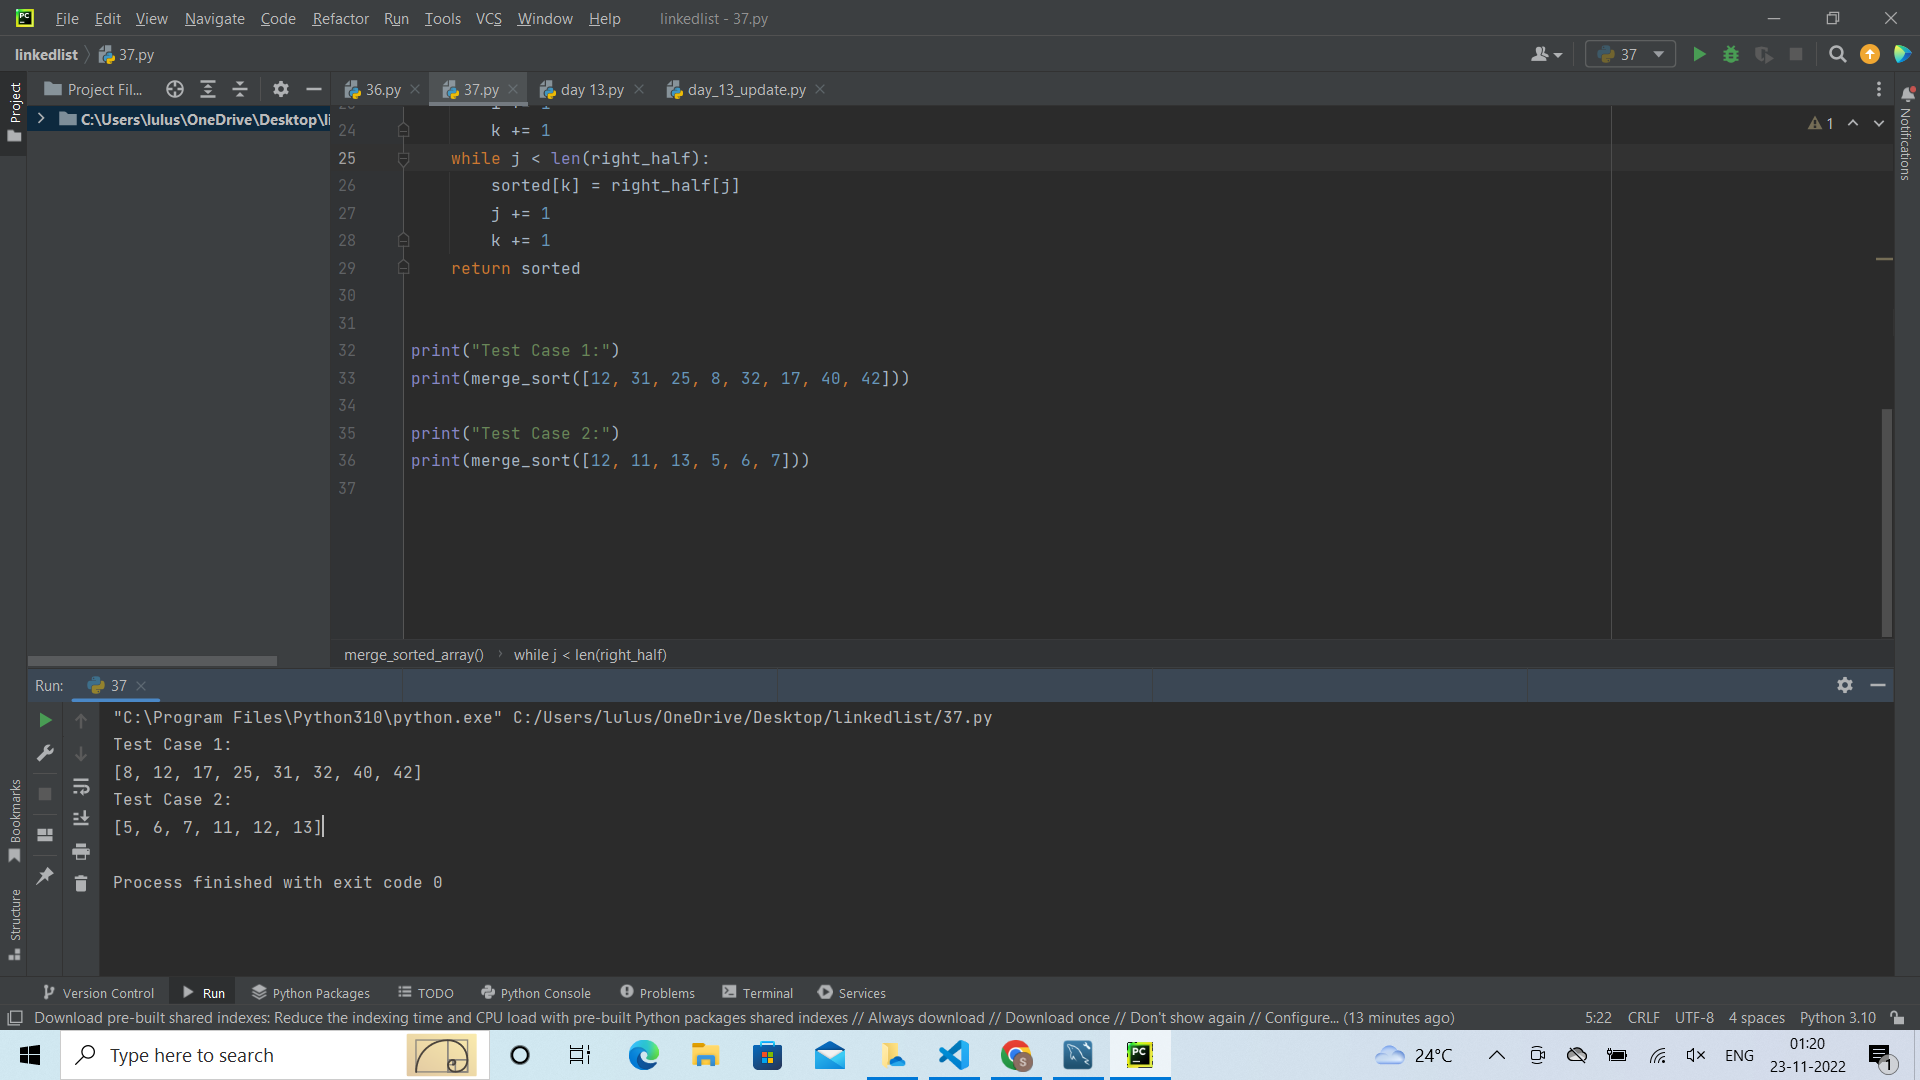 File Edit View Navigate Code Refactor Run Tools VCS Window Help linkedlist - 37.py
linkedlist 37.py
37
Project
Project Fil...
36.py 37.py day 13.py day_13_update.py
Notifications
C:\Users\lulus\OneDrive\Desktop\li
1
24 k += 1
25 while j < len(right_half):
26 sorted[k] = right_half[j]
27 j += 1
28 k += 1
29 return sorted
30
31
32 print("Test Case 1:")
33 print(merge_sort([12, 31, 25, 8, 32, 17, 40, 42]))
34
35 print("Test Case 2:")
36 print(merge_sort([12, 11, 13, 5, 6, 7]))
37
merge_sorted_array() while j < len(right_half)
Run: 37
"C:\Program Files\Python310\python.exe" C:/Users/lulus/OneDrive/Desktop/linkedlist/37.py
Test Case 1:
[8, 12, 17, 25, 31, 32, 40, 42]
Test Case 2:
[5, 6, 7, 11, 12, 13]
Process finished with exit code 0
Bookmarks
Structure
Version Control Run Python Packages TODO Python Console Problems Terminal Services
Download pre-built shared indexes: Reduce the indexing time and CPU load with pre-built Python packages shared indexes // Always download // Download once // Don't show again // Configure... (13 minutes ago) 5:22 CRLF UTF-8 4 spaces Python 3.10
Type here to search
24°C
ENG
01:20
23-11-2022
1